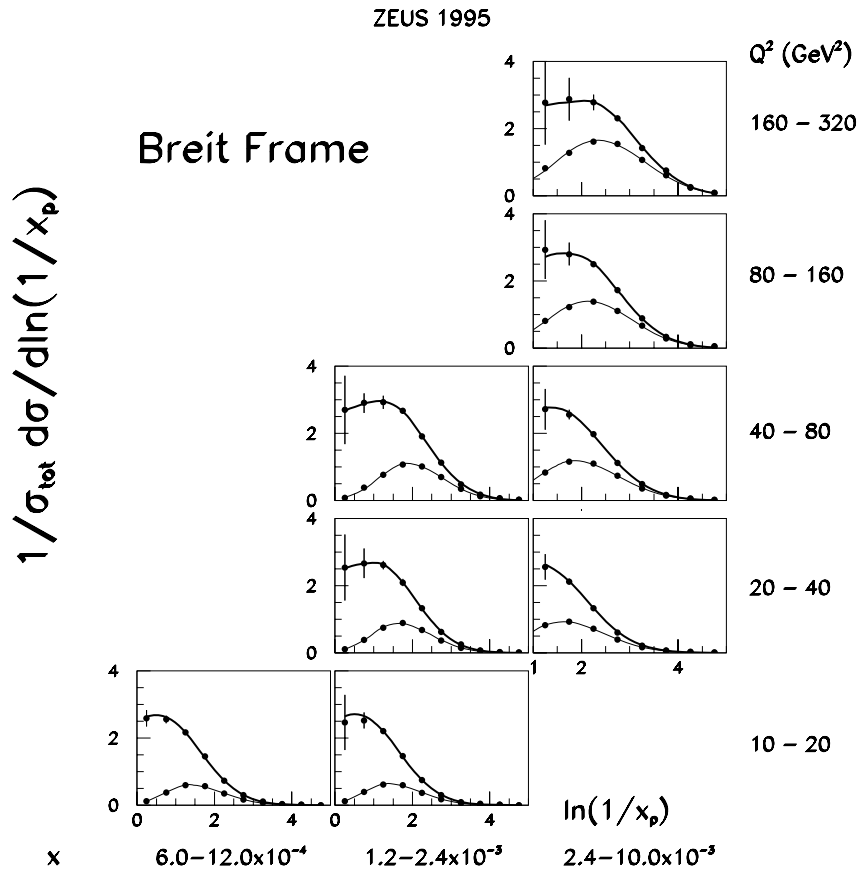 ZEUS 1995
Q² (GeV²)
4
2
0
160 – 320
Breit Frame
1/σtot dσ/dln(1/xp)
4
2
0
80 – 160
4
2
0
40 – 80
4
2
0
20 – 40
1 2 4
4
2
0
10 – 20
0 2 4 0 2 4
ln(1/xp)
x 6.0–12.0x10⁻⁴ 1.2–2.4x10⁻³ 2.4–10.0x10⁻³